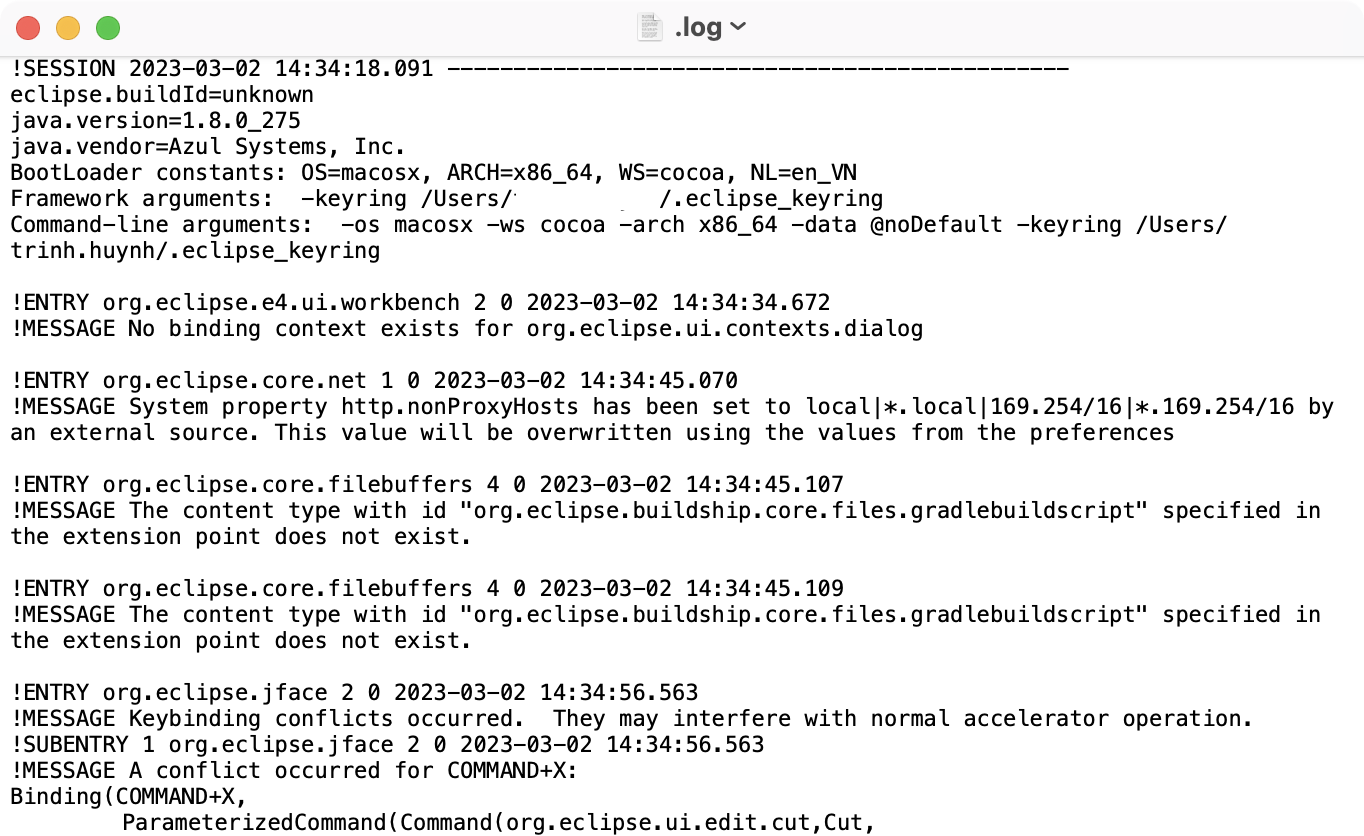 .log
!SESSION 2023-03-02 14:34:18.091 -----------------------------------------------
eclipse.buildId=unknown
java.version=1.8.0_275
java.vendor=Azul Systems, Inc.
BootLoader constants: OS=macosx, ARCH=x86_64, WS=cocoa, NL=en_VN
Framework arguments:  -keyring /Users/ /.eclipse_keyring
Command-line arguments:  -os macosx -ws cocoa -arch x86_64 -data @noDefault -keyring /Users/
trinh.huynh/.eclipse_keyring
!ENTRY org.eclipse.e4.ui.workbench 2 0 2023-03-02 14:34:34.672
!MESSAGE No binding context exists for org.eclipse.ui.contexts.dialog
!ENTRY org.eclipse.core.net 1 0 2023-03-02 14:34:45.070
!MESSAGE System property http.nonProxyHosts has been set to local|*.local|169.254/16|*.169.254/16 by
an external source. This value will be overwritten using the values from the preferences
!ENTRY org.eclipse.core.filebuffers 4 0 2023-03-02 14:34:45.107
!MESSAGE The content type with id "org.eclipse.buildship.core.files.gradlebuildscript" specified in
the extension point does not exist.
!ENTRY org.eclipse.core.filebuffers 4 0 2023-03-02 14:34:45.109
!MESSAGE The content type with id "org.eclipse.buildship.core.files.gradlebuildscript" specified in
the extension point does not exist.
!ENTRY org.eclipse.jface 2 0 2023-03-02 14:34:56.563
!MESSAGE Keybinding conflicts occurred.  They may interfere with normal accelerator operation.
!SUBENTRY 1 org.eclipse.jface 2 0 2023-03-02 14:34:56.563
!MESSAGE A conflict occurred for COMMAND+X:
Binding(COMMAND+X,
ParameterizedCommand(Command(org.eclipse.ui.edit.cut,Cut,